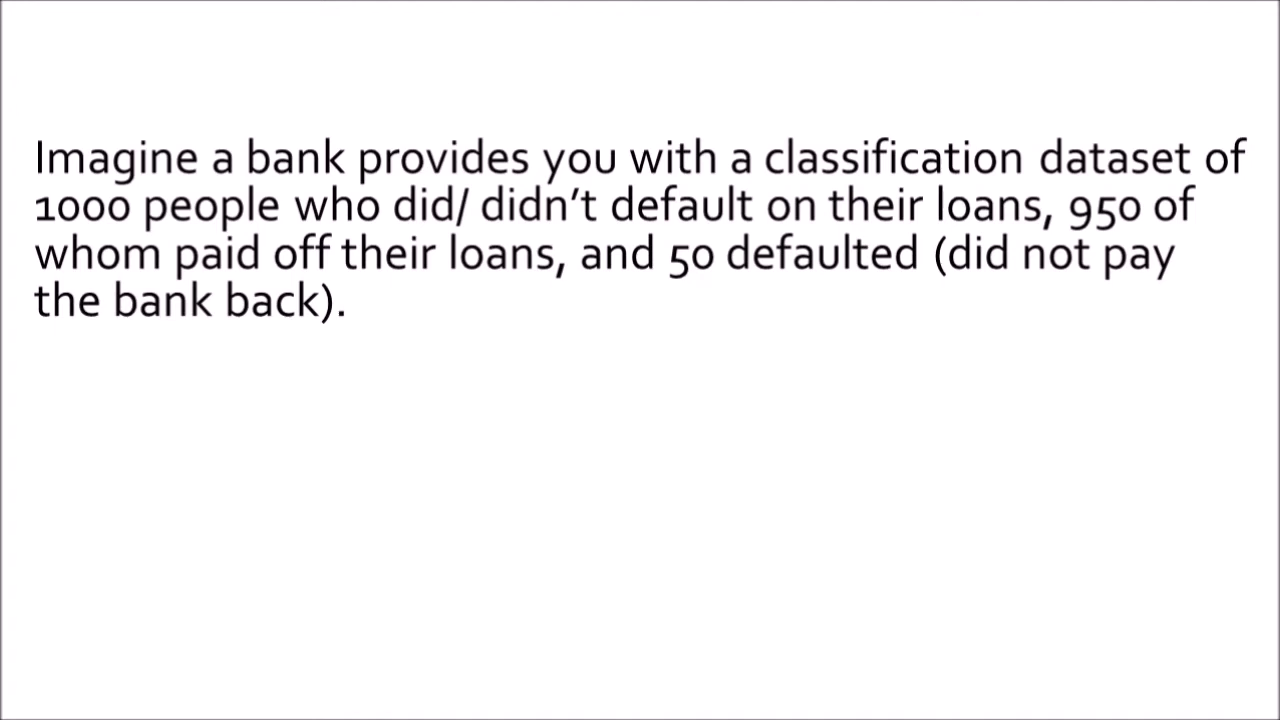 Imagine a bank provides you with a classification dataset of
1000 people who did/ didn’t default on their loans, 950 of
whom paid off their loans, and 50 defaulted (did not pay
the bank back).